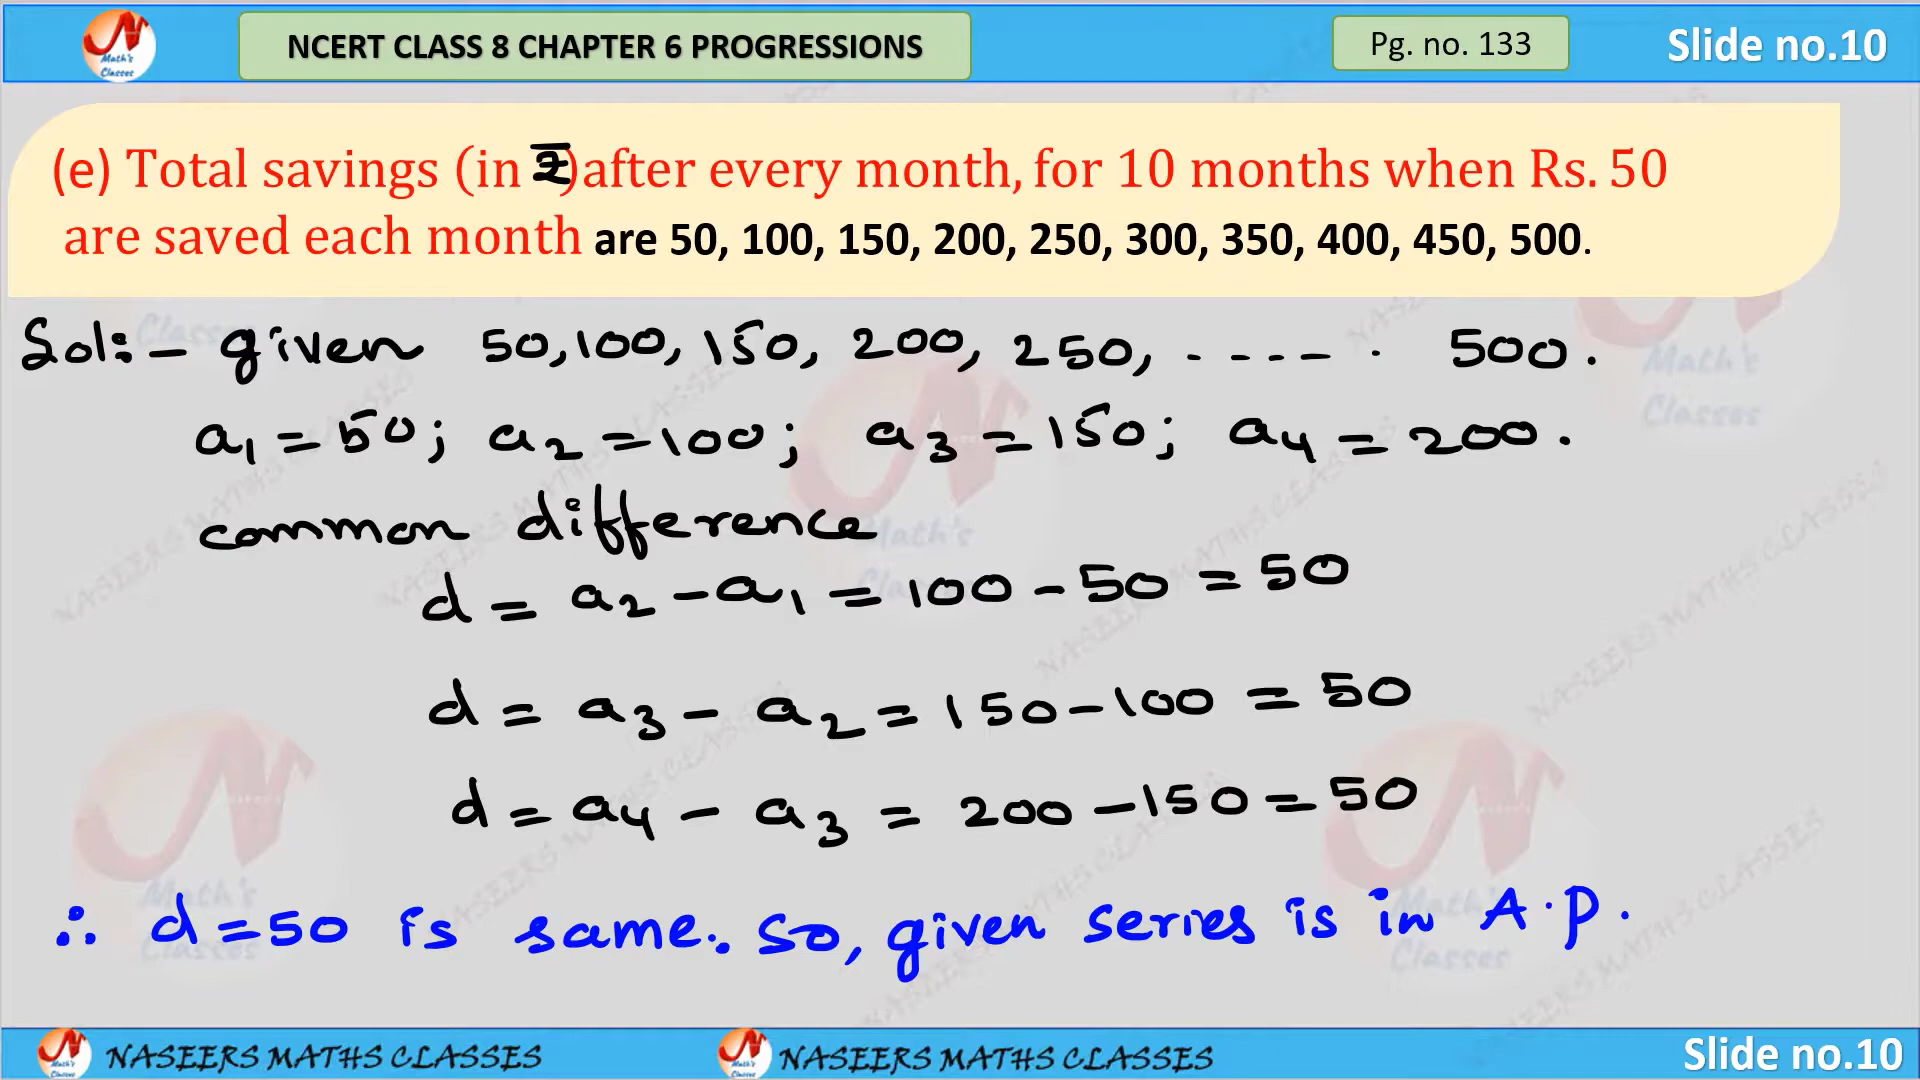 Math's
Classes
NCERT CLASS 8 CHAPTER 6 PROGRESSIONS
Pg. no. 133
Slide no.10
(e) Total savings (in ₹)after every month, for 10 months when Rs. 50
are saved each month are 50, 100, 150, 200, 250, 300, 350, 400, 450, 500.
Sol:- given 50, 100, 150, 200, 250, ..... . 500.
a₁ = 50; a₂ = 100; a₃ = 150; a₄ = 200.
common difference
d = a₂ - a₁ = 100 - 50 = 50
d = a₃ - a₂ = 150 - 100 = 50
d = a₄ - a₃ = 200 - 150 = 50
∴ d = 50 is same. So, given series is in A.P.
NASEERS MATHS CLASSES
NASEERS MATHS CLASSES
Slide no.10